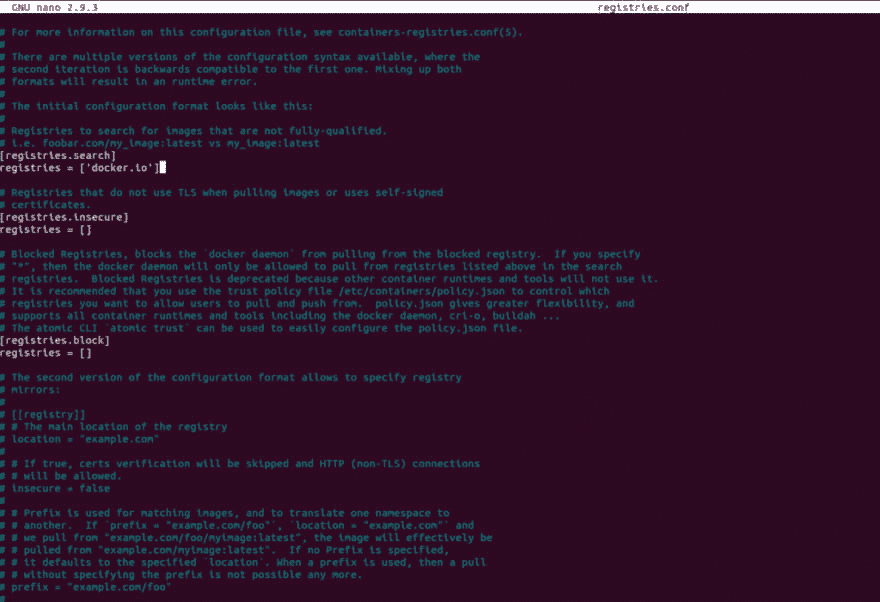 GNU nano 2.9.3 registries.conf
# For more information on this configuration file, see containers-registries.conf(5).
#
# There are multiple versions of the configuration syntax available, where the
# second iteration is backwards compatible to the first one. Mixing up both
# formats will result in an runtime error.
#
# The initial configuration format looks like this:
#
# Registries to search for images that are not fully-qualified.
# i.e. foobar.com/my_image:latest vs my_image:latest
[registries.search]
registries = ['docker.io']
# Registries that do not use TLS when pulling images or uses self-signed
# certificates.
[registries.insecure]
registries = []
# Blocked Registries, blocks the `docker daemon` from pulling from the blocked registry.  If you specify
# "*", then the docker daemon will only be allowed to pull from registries listed above in the search
# registries.  Blocked Registries is deprecated because other container runtimes and tools will not use it.
# It is recommended that you use the trust policy file /etc/containers/policy.json to control which
# registries you want to allow users to pull and push from.  policy.json gives greater flexibility, and
# supports all container runtimes and tools including the docker daemon, cri-o, buildah ...
# The atomic CLI `atomic trust` can be used to easily configure the policy.json file.
[registries.block]
registries = []
# The second version of the configuration format allows to specify registry
# mirrors:
#
# [[registry]]
# # The main location of the registry
# location = "example.com"
#
# # If true, certs verification will be skipped and HTTP (non-TLS) connections
# # will be allowed.
# insecure = false
#
# # Prefix is used for matching images, and to translate one namespace to
# # another.  If `prefix = "example.com/foo"`, `location = "example.com"` and
# # we pull from "example.com/foo/myimage:latest", the image will effectively be
# # pulled from "example.com/myimage:latest".  If no Prefix is specified,
# # it defaults to the specified `location`. When a prefix is used, then a pull
# # without specifying the prefix is not possible any more.
# prefix = "example.com/foo"
#